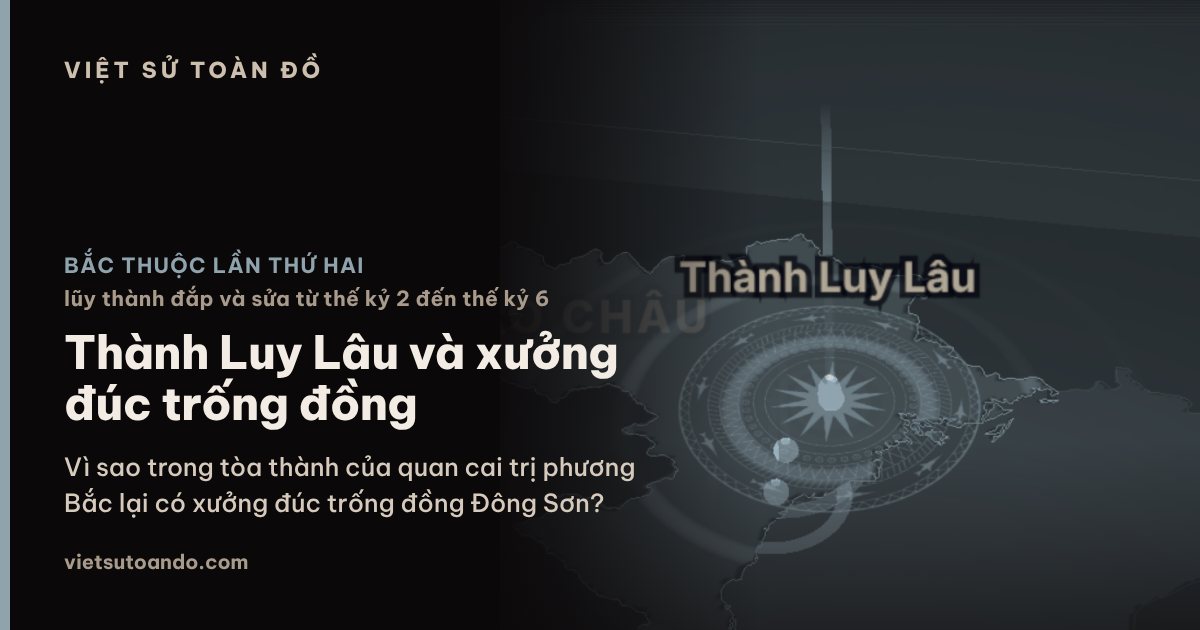 VIỆT SỬ TOÀN ĐỒ
BẮC THUỘC LẦN THỨ HAI
lũy thành đắp và sửa từ thế kỷ 2 đến thế kỷ 6
Thành Luy Lâu và xưởng
đúc trống đồng
Vì sao trong tòa thành của quan cai trị phương
Bắc lại có xưởng đúc trống đồng Đông Sơn?
vietsutoando.com
Thành Luy Lâu
CHÂU